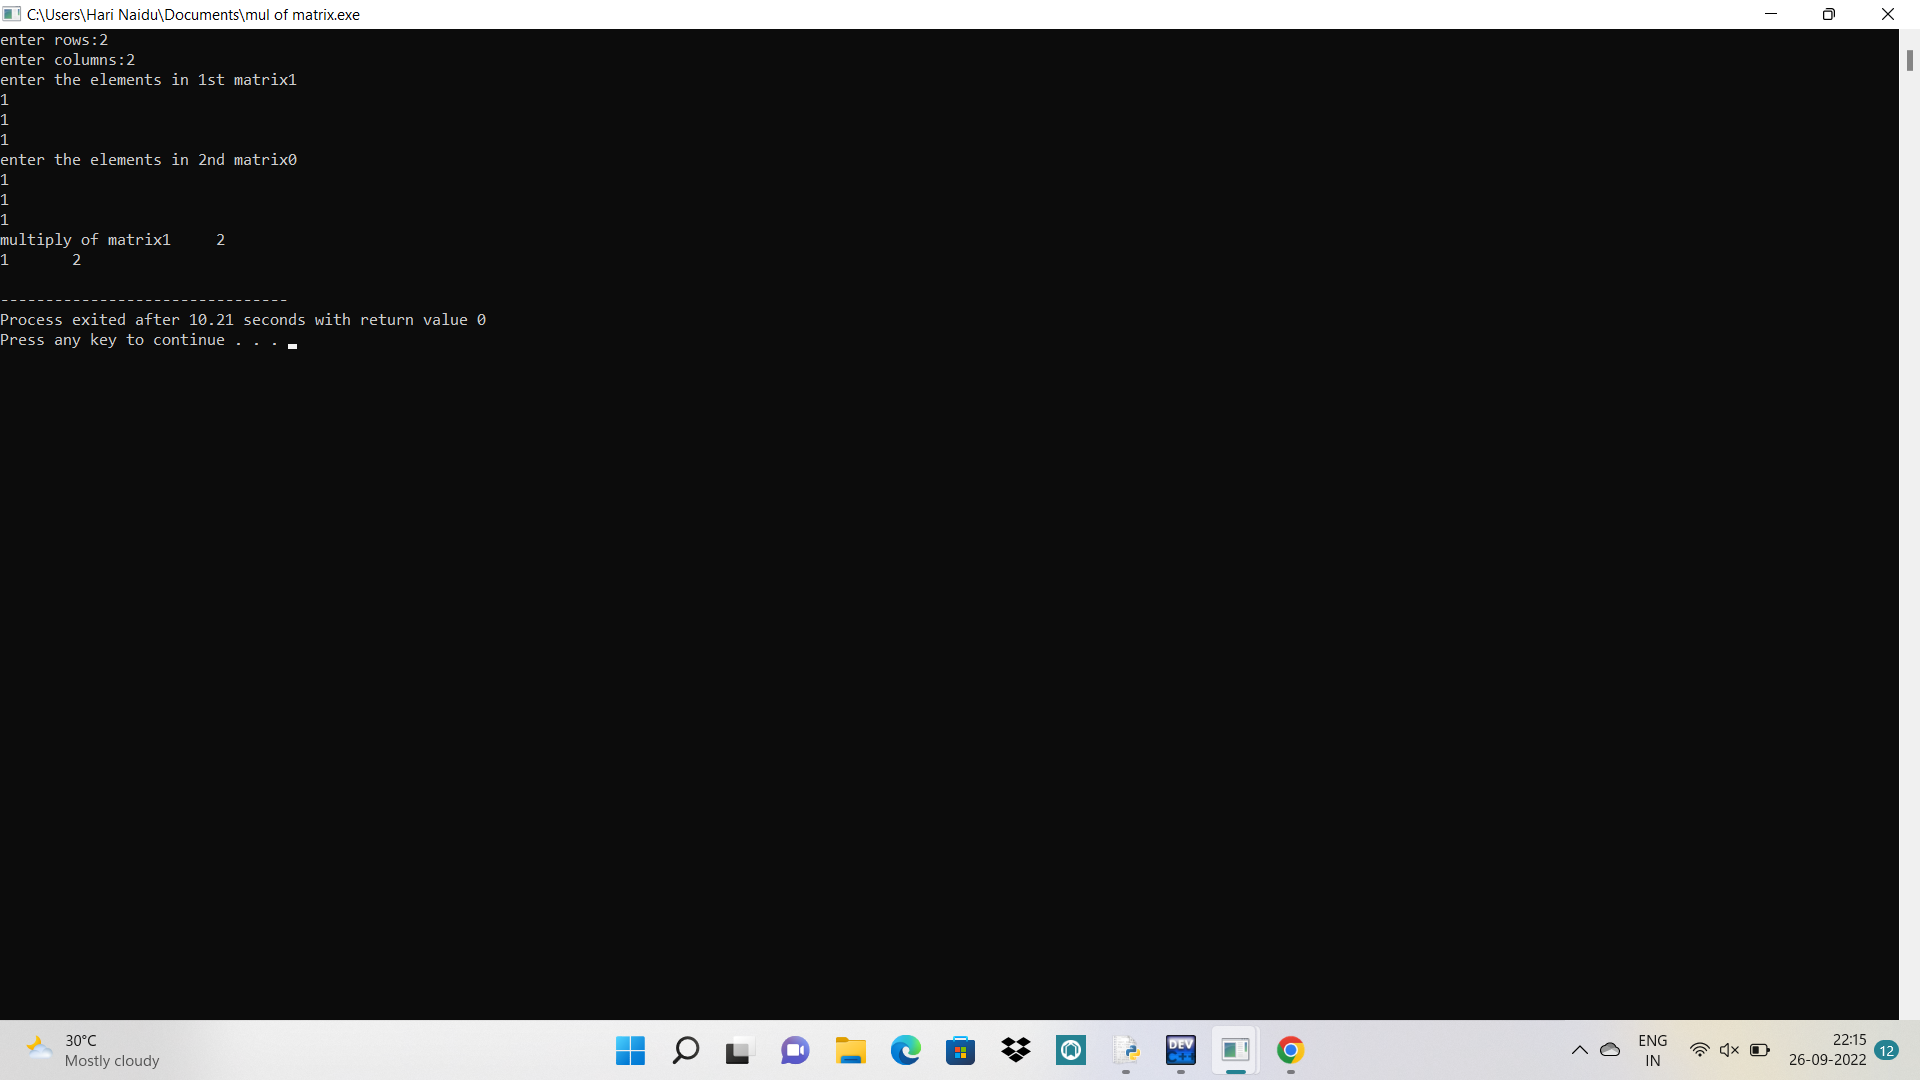 C:\Users\Hari Naidu\Documents\mul of matrix.exe
enter rows:2
enter columns:2
enter the elements in 1st matrix1
1
1
1
enter the elements in 2nd matrix0
1
1
1
multiply of matrix1     2
1       2
--------------------------------
Process exited after 10.21 seconds with return value 0
Press any key to continue . . .
30°C
Mostly cloudy
DEV
C++
ENG
IN
22:15
26-09-2022
12